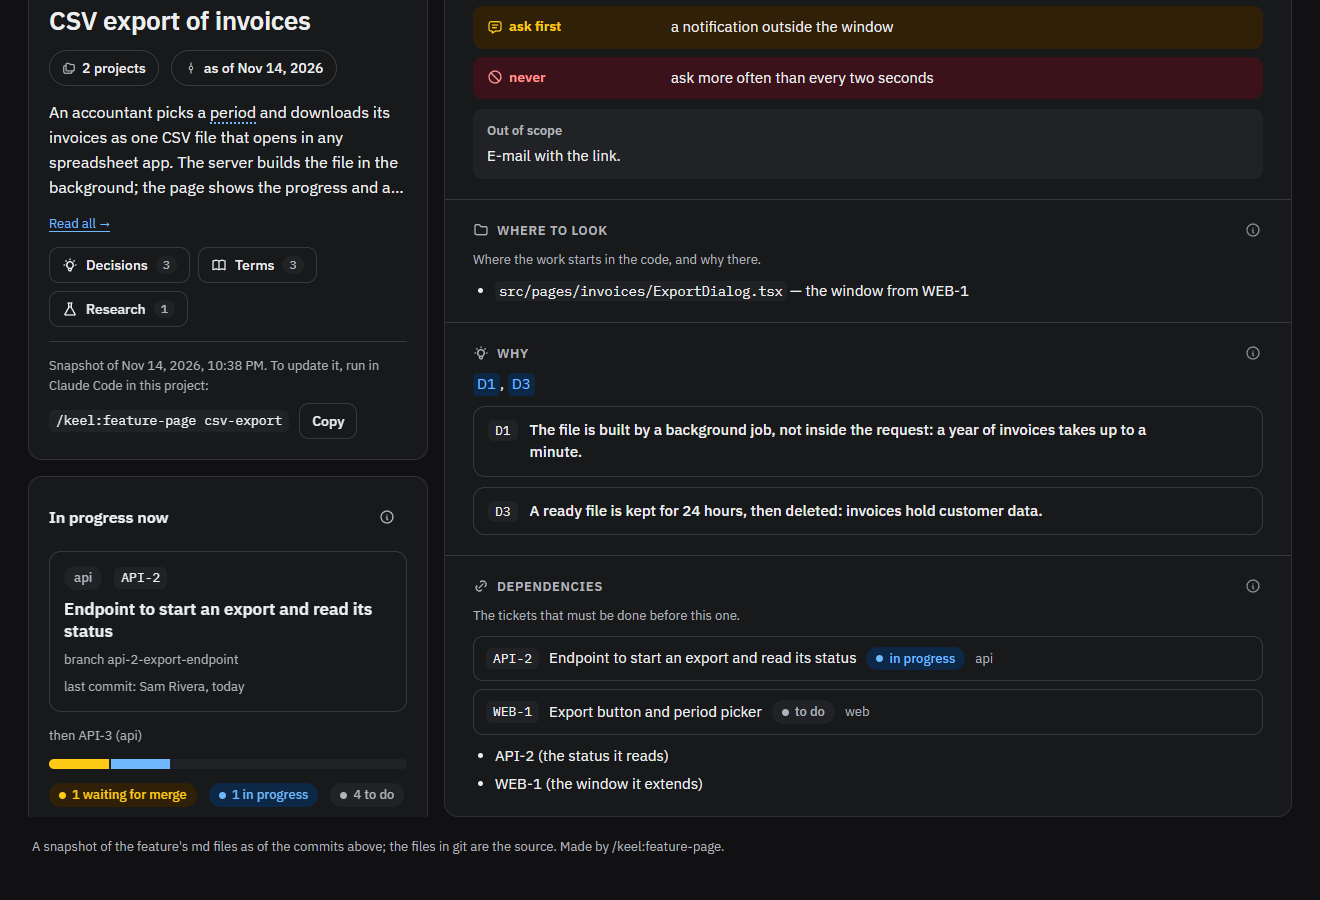 CSV export of invoices
2 projects
as of Nov 14, 2026
An accountant picks a period and downloads its
invoices as one CSV file that opens in any
spreadsheet app. The server builds the file in the
background; the page shows the progress and a...
Read all →
Decisions 3
Terms 3
Research 1
Snapshot of Nov 14, 2026, 10:38 PM. To update it, run in
Claude Code in this project:
/keel:feature-page csv-export
Copy
In progress now
api API-2
Endpoint to start an export and read its
status
branch api-2-export-endpoint
last commit: Sam Rivera, today
then API-3 (api)
1 waiting for merge
1 in progress
4 to do
ask first
a notification outside the window
never
ask more often than every two seconds
Out of scope
E-mail with the link.
WHERE TO LOOK
Where the work starts in the code, and why there.
• src/pages/invoices/ExportDialog.tsx — the window from WEB-1
WHY
D1, D3
D1 The file is built by a background job, not inside the request: a year of invoices takes up to a
minute.
D3 A ready file is kept for 24 hours, then deleted: invoices hold customer data.
DEPENDENCIES
The tickets that must be done before this one.
API-2 Endpoint to start an export and read its status in progress api
WEB-1 Export button and period picker to do web
• API-2 (the status it reads)
• WEB-1 (the window it extends)
A snapshot of the feature's md files as of the commits above; the files in git are the source. Made by /keel:feature-page.